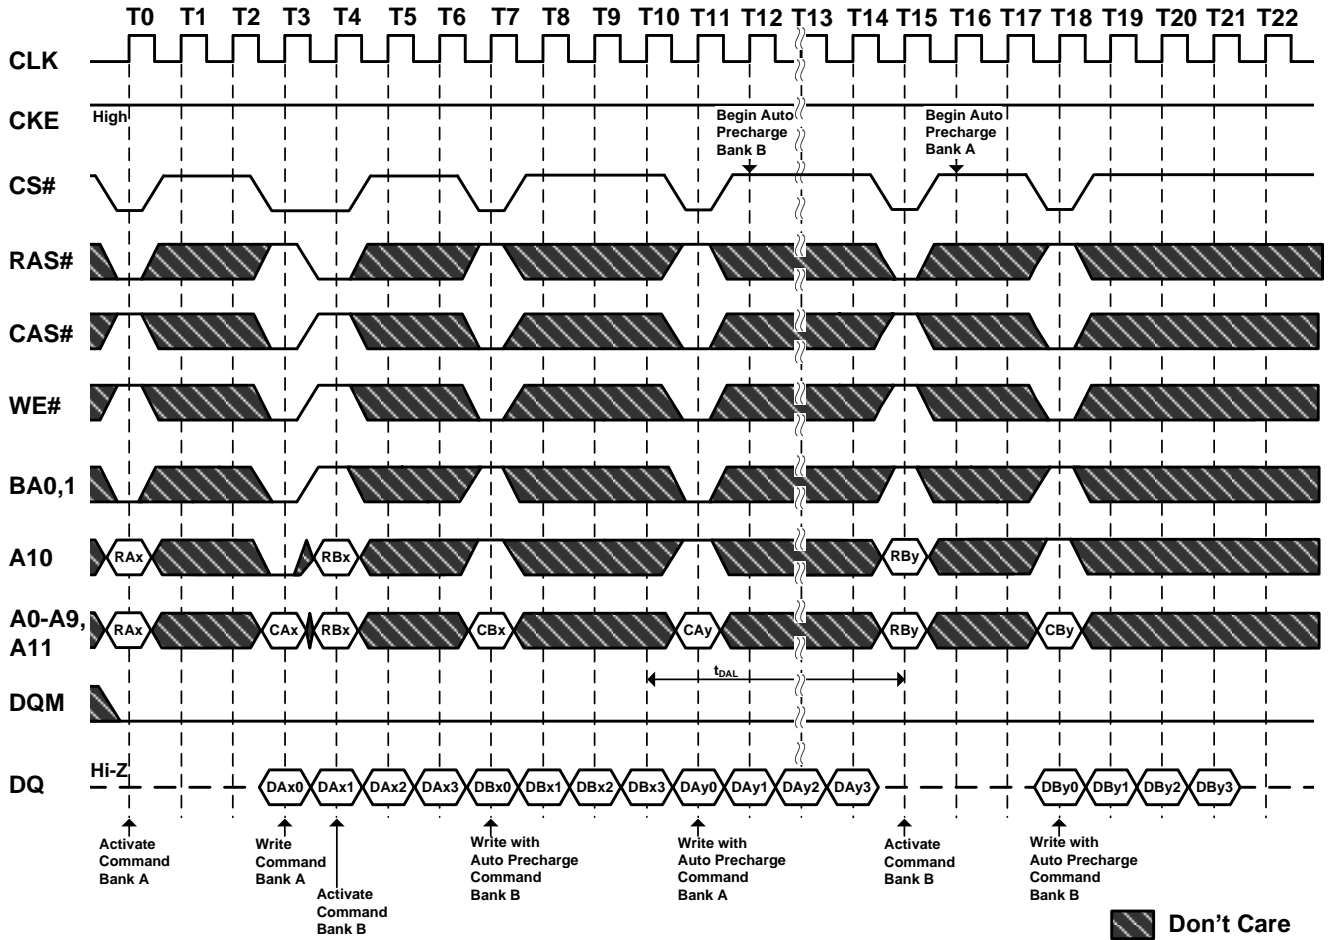 T0 T1 T2 T3 T4 T5 T6 T7 T8 T9 T10 T11 T12 T13 T14 T15 T16 T17 T18 T19 T20 T21 T22
CLK
CKE
High
Begin Auto
Precharge
Bank B
Begin Auto
Precharge
Bank A
CS#
RAS#
CAS#
WE#
BA0,1
A10
RAx RBx RBy
A0-A9,
A11
RAx CAx RBx CBx CAy RBy CBy
tDAL
DQM
Hi-Z
DQ
DAx0 DAx1 DAx2 DAx3 DBx0 DBx1 DBx2 DBx3 DAy0 DAy1 DAy2 DAy3 DBy0 DBy1 DBy2 DBy3
Activate
Command
Bank A
Write
Command
Bank A
Activate
Command
Bank B
Write with
Auto Precharge
Command
Bank B
Write with
Auto Precharge
Command
Bank A
Activate
Command
Bank B
Write with
Auto Precharge
Command
Bank B
Don't Care